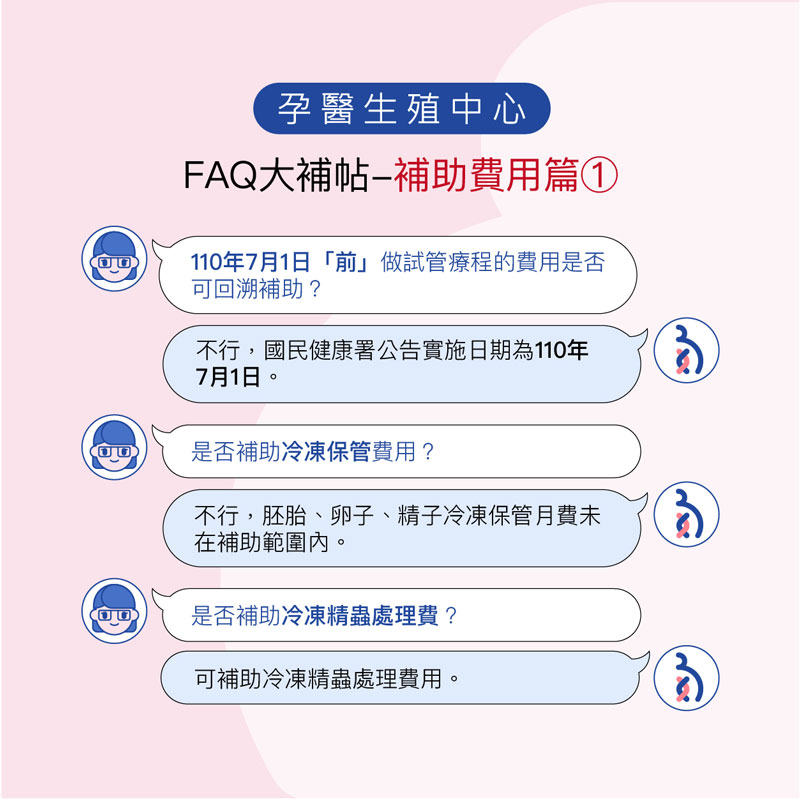 孕醫生殖中心
FAQ大補帖–補助費用篇①
110年7月1日「前」做試管療程的費用是否
可回溯補助？
不行，國民健康署公告實施日期為110年
7月1日。
是否補助冷凍保管費用？
不行，胚胎、卵子、精子冷凍保管月費未
在補助範圍內。
是否補助冷凍精蟲處理費？
可補助冷凍精蟲處理費用。